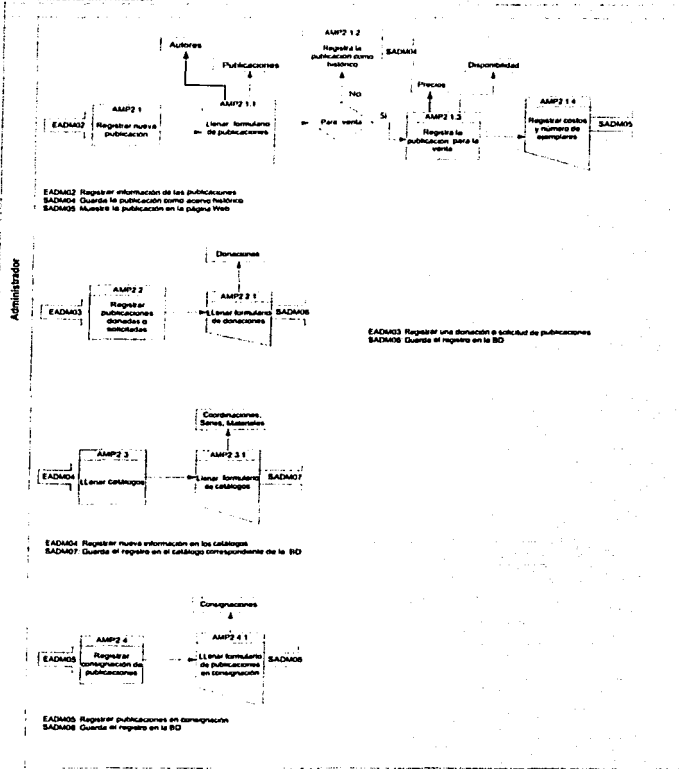 Administrador
Autores
Publicaciones
AMP2.1.2
Registra la
publicación como
histórico
SADM04
Precios
Disponibilidad
EADM02
AMP2.1
Registrar nueva
publicación
AMP2.1.1
Llenar formulario
de publicaciones
Para venta
No
Si
AMP2.1.3
Registra la
publicación para la
venta
AMP2.1.4
Registrar costos
y número de
ejemplares
SADM05
EADM02: Registrar información de las publicaciones
SADM04: Guarda la publicación como acervo histórico
SADM05: Muestra la publicación en la página Web
Donaciones
EADM03
AMP2.2
Registrar
publicaciones
donadas o
solicitadas
AMP2.2.1
LLenar formulario
de donaciones
SADM06
EADM03: Registrar una donación o solicitud de publicaciones
SADM06: Guarda el registro en la BD
Coordinaciones,
Series, Materiales
EADM04
AMP2.3
LLenar catálogos
AMP2.3.1
Llenar formulario
de catálogos
SADM07
EADM04: Registrar nueva información en los catálogos
SADM07: Guarda el registro en el catálogo correspondiente de la BD
Consignaciones
EADM05
AMP2.4
Registrar
consignación de
publicaciones
AMP2.4.1
LLenar formulario
de publicaciones
en consignación
SADM08
EADM05: Registrar publicaciones en consignación
SADM08: Guarda el registro en la BD